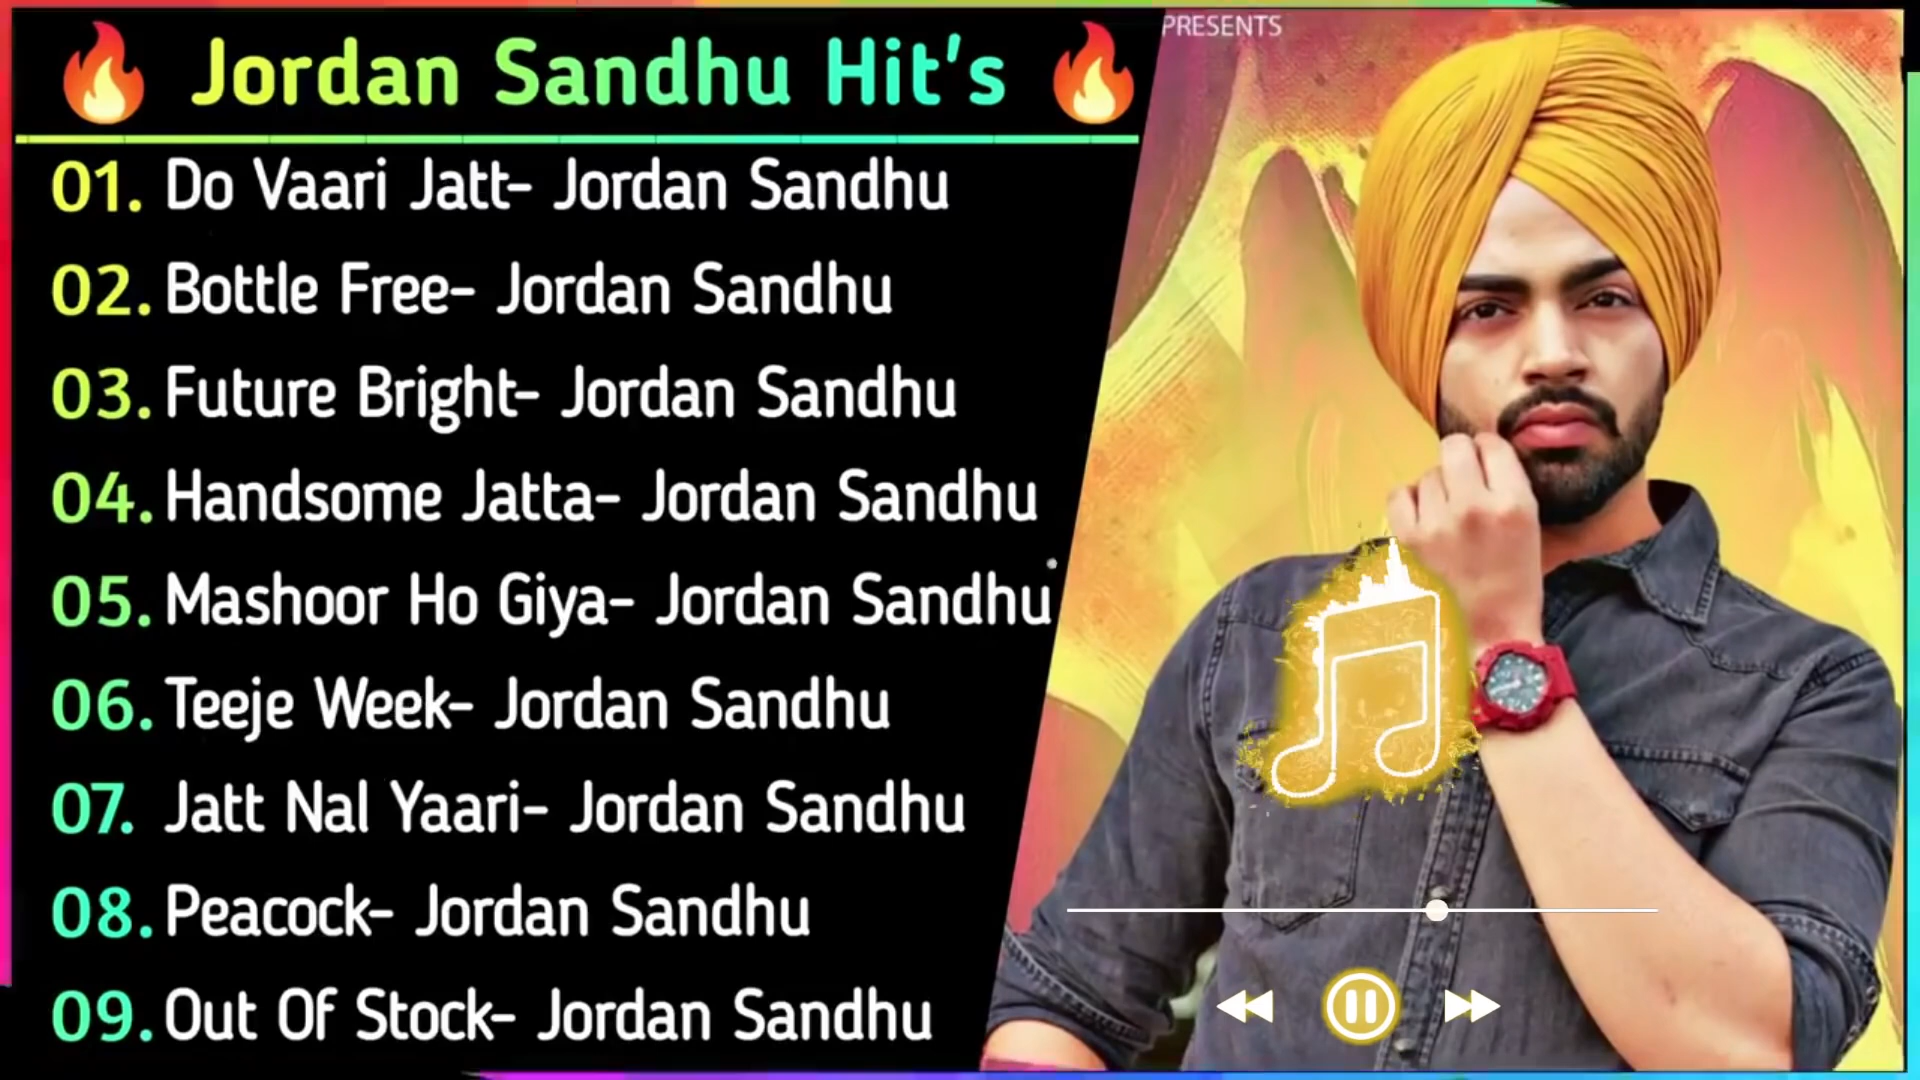 Jordan Sandhu Hit's
PRESENTS
01. Do Vaari Jatt- Jordan Sandhu
02. Bottle Free- Jordan Sandhu
03. Future Bright- Jordan Sandhu
04. Handsome Jatta- Jordan Sandhu
05. Mashoor Ho Giya- Jordan Sandhu
06. Teeje Week- Jordan Sandhu
07. Jatt Nal Yaari- Jordan Sandhu
08. Peacock- Jordan Sandhu
09. Out Of Stock- Jordan Sandhu